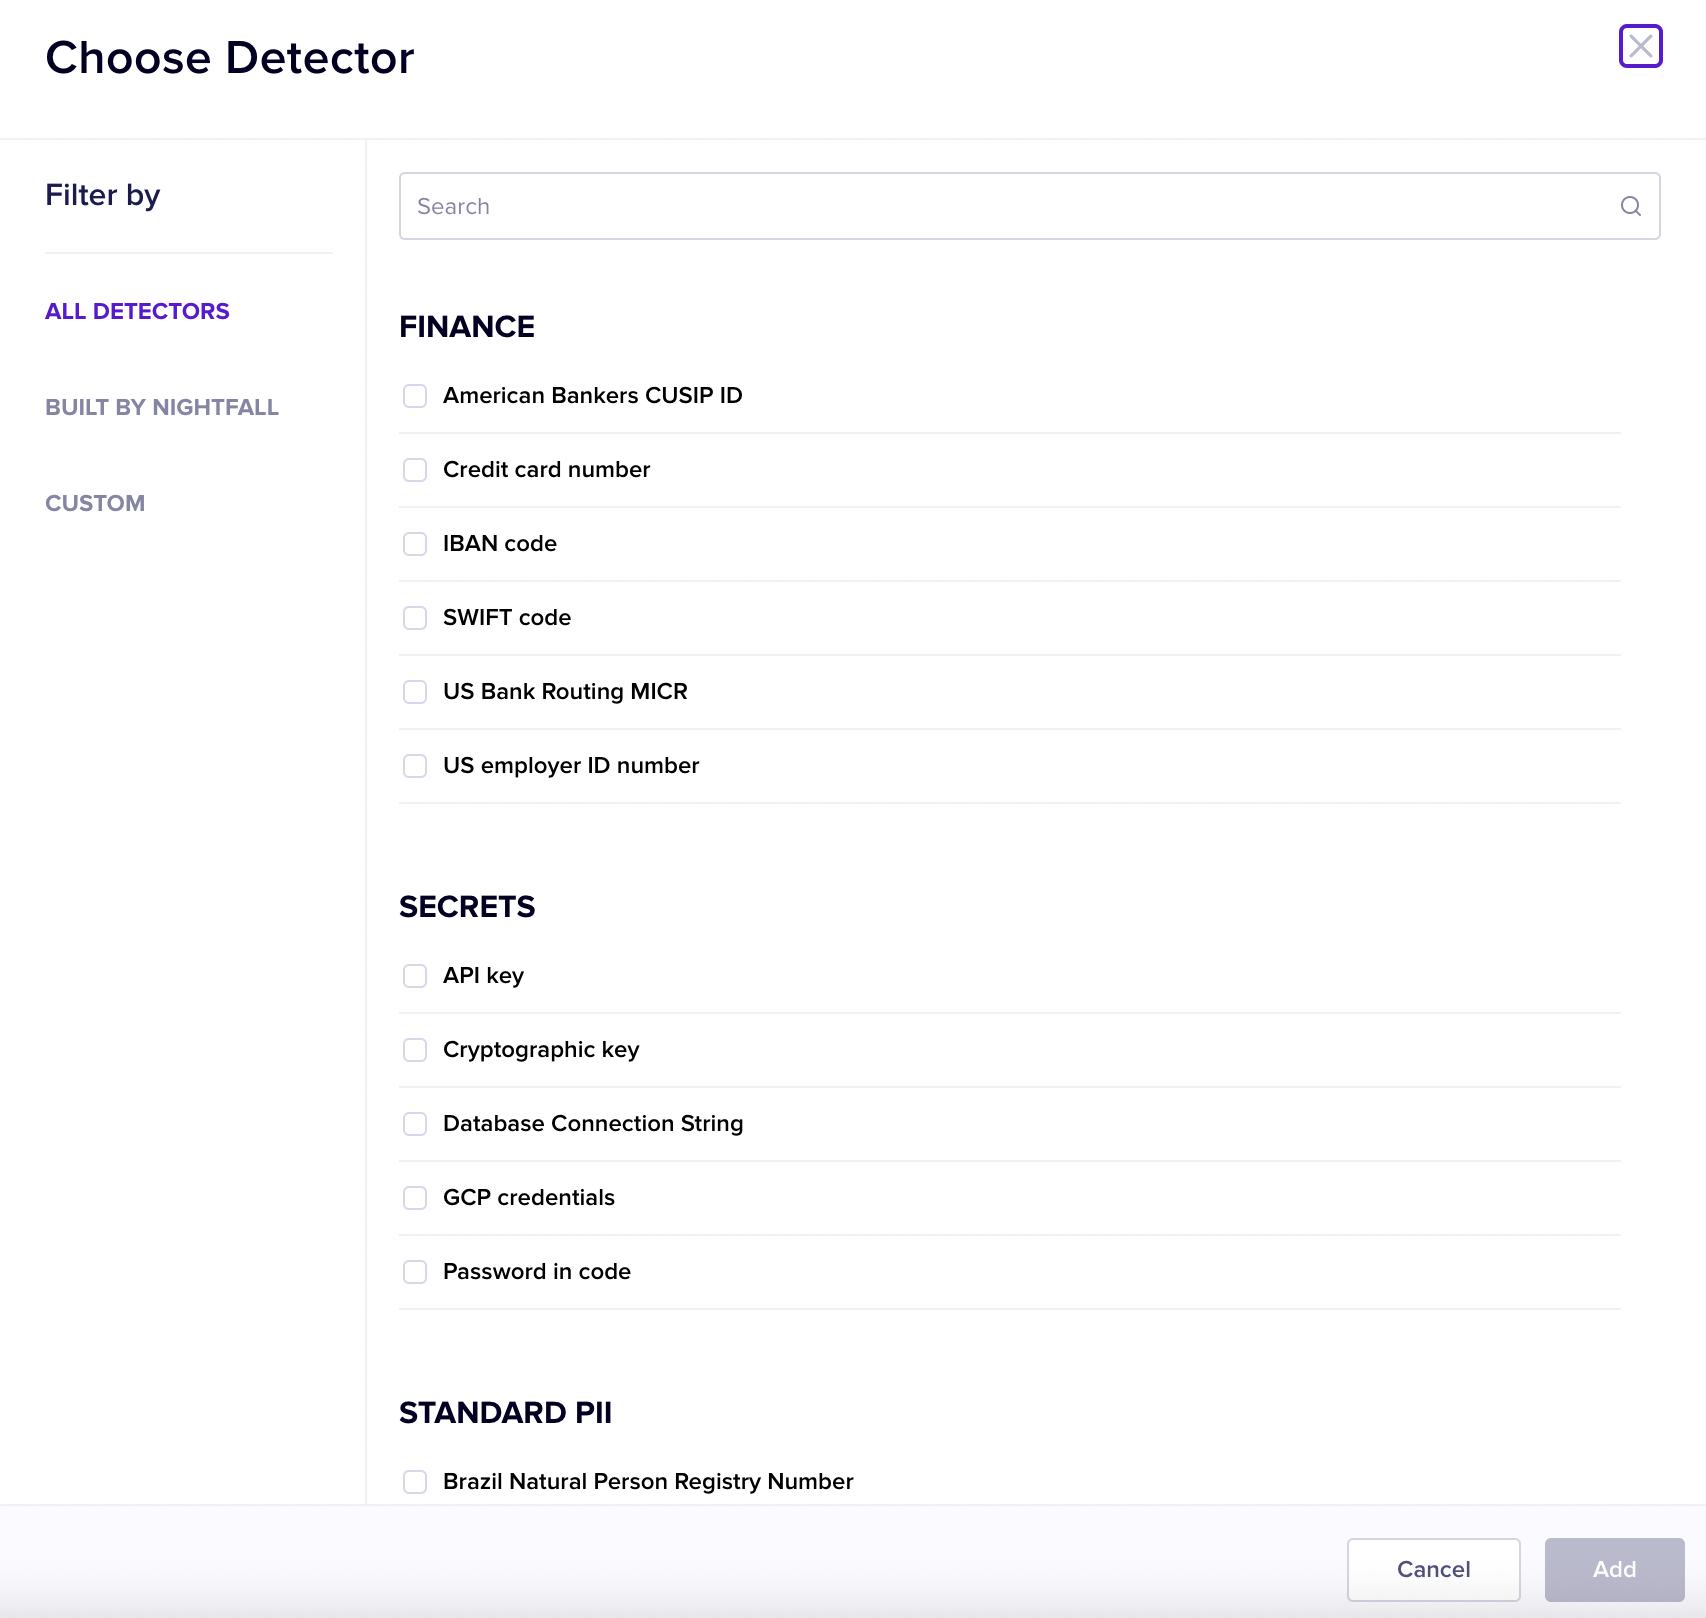 Choose Detector
Filter by
ALL DETECTORS
BUILT BY NIGHTFALL
CUSTOM
Search
FINANCE
American Bankers CUSIP ID
Credit card number
IBAN code
SWIFT code
US Bank Routing MICR
US employer ID number
SECRETS
API key
Cryptographic key
Database Connection String
GCP credentials
Password in code
STANDARD PII
Brazil Natural Person Registry Number
Cancel
Add